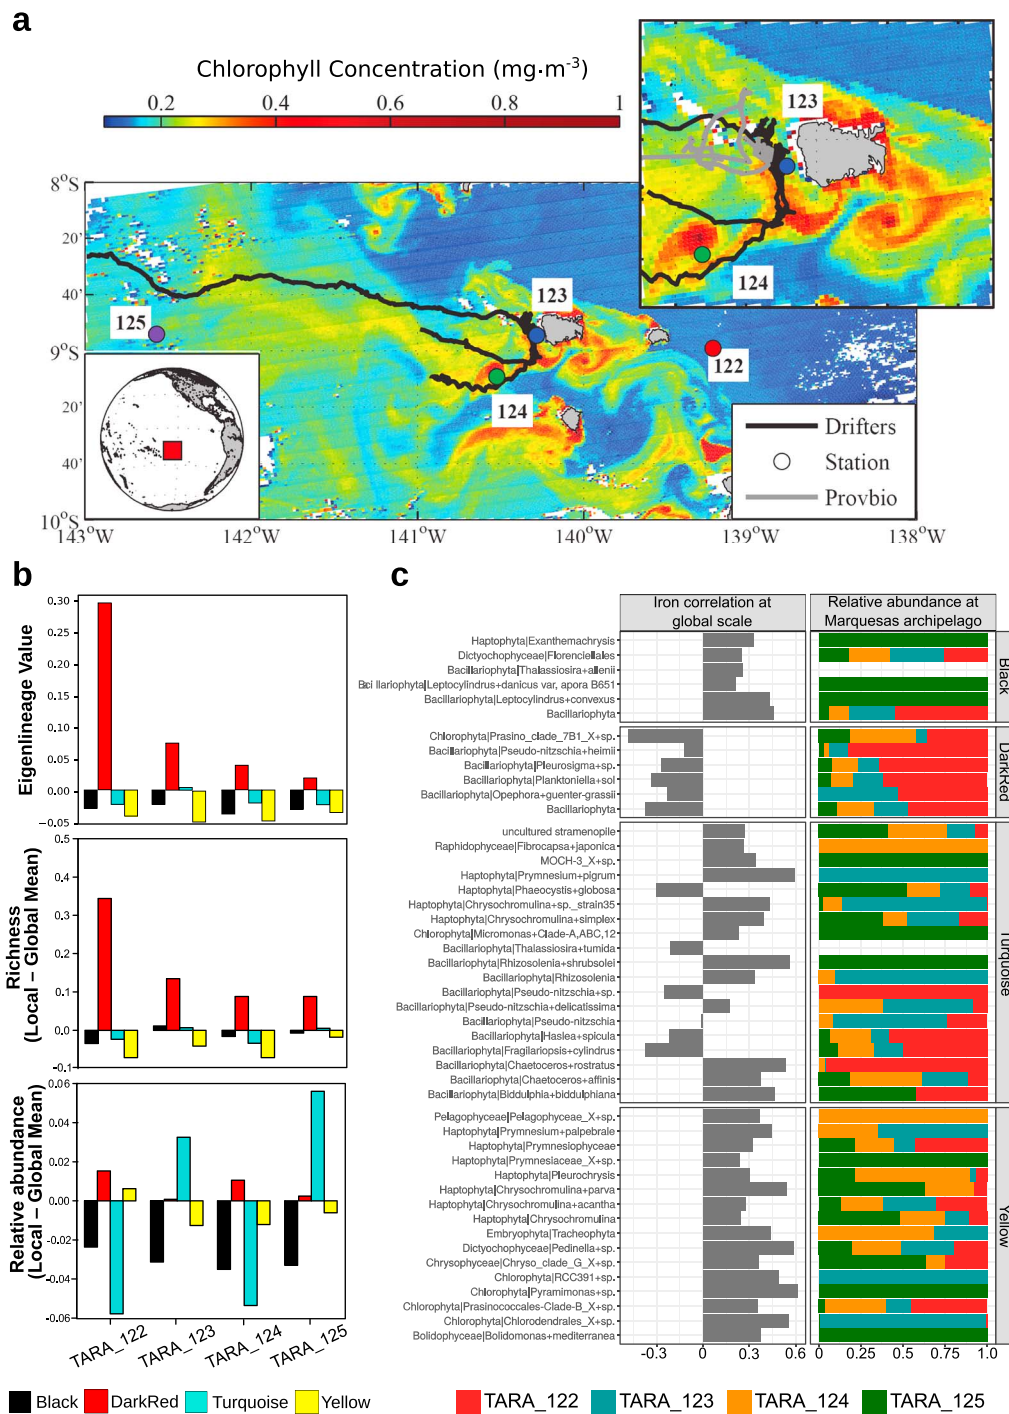 a
Chlorophyll Concentration (mg·m-3)
0.2 0.4 0.6 0.8 1
123
124
8°S
20'
40'
9°S
20'
40'
10°S
125
123
122
124
Drifters
Station
Provbio
143°W 142°W 141°W 140°W 139°W 138°W
b
Eigenlineage Value
0.30
0.25
0.20
0.15
0.10
0.05
0.00
-0.05
Richness
(Local – Global Mean)
0.5
0.4
0.3
0.2
0.1
0.0
-0.1
Relative abundance
(Local – Global Mean)
0.06
0.04
0.02
0.00
-0.02
-0.04
-0.06
TARA_122 TARA_123 TARA_124 TARA_125
Black DarkRed Turquoise Yellow
c
Iron correlation at
global scale
Relative abundance at
Marquesas archipelago
Haptophyta|Exanthemachrysis
Dictyochophyceae|Florenciellales
Bacillariophyta|Thalassiosira+allenii
Bacillariophyta|Leptocylindrus+danicus var, apora B651
Bacillariophyta|Leptocylindrus+convexus
Bacillariophyta
Black
Chlorophyta|Prasino_clade_7B1_X+sp.
Bacillariophyta|Pseudo-nitzschia+heimii
Bacillariophyta|Pleurosigma+sp.
Bacillariophyta|Planktoniella+sol
Bacillariophyta|Opephora+guenter-grassii
Bacillariophyta
DarkRed
uncultured stramenopile
Raphidophyceae|Fibrocapsa+japonica
MOCH-3_X+sp.
Haptophyta|Prymnesium+pigrum
Haptophyta|Phaeocystis+globosa
Haptophyta|Chrysochromulina+sp._strain35
Haptophyta|Chrysochromulina+simplex
Chlorophyta|Micromonas+Clade-A,ABC,12
Bacillariophyta|Thalassiosira+tumida
Bacillariophyta|Rhizosolenia+shrubsolei
Bacillariophyta|Rhizosolenia
Bacillariophyta|Pseudo-nitzschia+sp.
Bacillariophyta|Pseudo-nitzschia+delicatissima
Bacillariophyta|Pseudo-nitzschia
Bacillariophyta|Haslea+spicula
Bacillariophyta|Fragilariopsis+cylindrus
Bacillariophyta|Chaetoceros+rostratus
Bacillariophyta|Chaetoceros+affinis
Bacillariophyta|Biddulphia+biddulphiana
Turquoise
Pelagophyceae|Pelagophyceae_X+sp.
Haptophyta|Prymnesium+palpebrale
Haptophyta|Prymnesiophyceae
Haptophyta|Prymnesiaceae_X+sp.
Haptophyta|Pleurochrysis
Haptophyta|Chrysochromulina+parva
Haptophyta|Chrysochromulina+acantha
Haptophyta|Chrysochromulina
Embryophyta|Tracheophyta
Dictyochophyceae|Pedinella+sp.
Chrysophyceae|Chryso_clade_G_X+sp.
Chlorophyta|RCC391+sp.
Chlorophyta|Pyramimonas+sp.
Chlorophyta|Prasinococcales-Clade-B_X+sp.
Chlorophyta|Chlorodendrales_X+sp.
Bolidophyceae|Bolidomonas+mediterranea
Yellow
-0.3 0 0.3 0.6
0 0.25 0.5 0.75 1.0
TARA_122 TARA_123 TARA_124 TARA_125